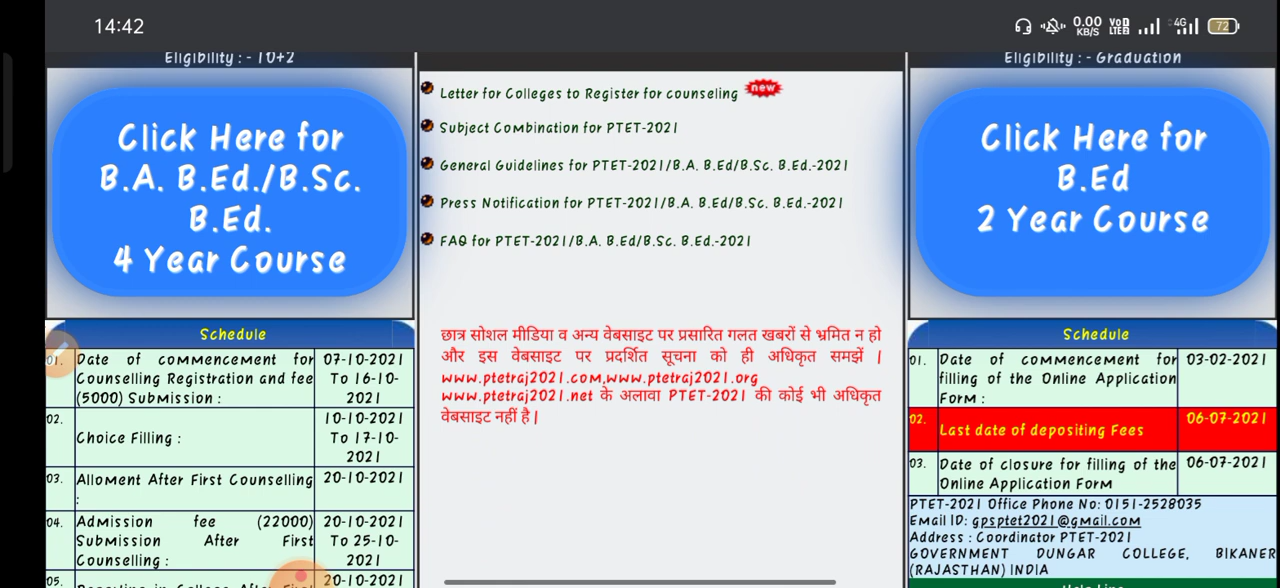 14:42
0.00
KB/S
VoD
LTE
4G
72
Eligibility : - 10+2
Click Here for
B.A. B.Ed./B.Sc.
B.Ed.
4 Year Course
Schedule
01. Date of commencement for Counselling Registration and fee (5000) Submission : 07-10-2021 To 16-10-2021
02. Choice Filling : 10-10-2021 To 17-10-2021
03. Alloment After First Counselling : 20-10-2021
04. Admission fee (22000) Submission After First Counselling : 20-10-2021 To 25-10-2021
05. Reporting in College After First 20-10-2021
Letter for Colleges to Register for counseling new
Subject Combination for PTET-2021
General Guidelines for PTET-2021/B.A. B.Ed/B.Sc. B.Ed.-2021
Press Notification for PTET-2021/B.A. B.Ed/B.Sc. B.Ed.-2021
FAQ for PTET-2021/B.A. B.Ed/B.Sc. B.Ed.-2021
छात्र सोशल मीडिया व अन्य वेबसाइट पर प्रसारित गलत खबरों से भ्रमित न हो
और इस वेबसाइट पर प्रदर्शित सूचना को ही अधिकृत समझें |
www.ptetraj2021.com,www.ptetraj2021.org
www.ptetraj2021.net के अलावा PTET-2021 की कोई भी अधिकृत
वेबसाइट नहीं है |
Eligibility : - Graduation
Click Here for
B.Ed
2 Year Course
Schedule
01. Date of commencement for filling of the Online Application Form : 03-02-2021
02. Last date of depositing Fees 06-07-2021
03. Date of closure for filling of the Online Application Form 06-07-2021
PTET-2021 Office Phone No: 0151-2528035
Email ID: gpsptet2021@gmail.com
Address : Coordinator PTET-2021
GOVERNMENT DUNGAR COLLEGE, BIKANER
(RAJASTHAN) INDIA
Help Line